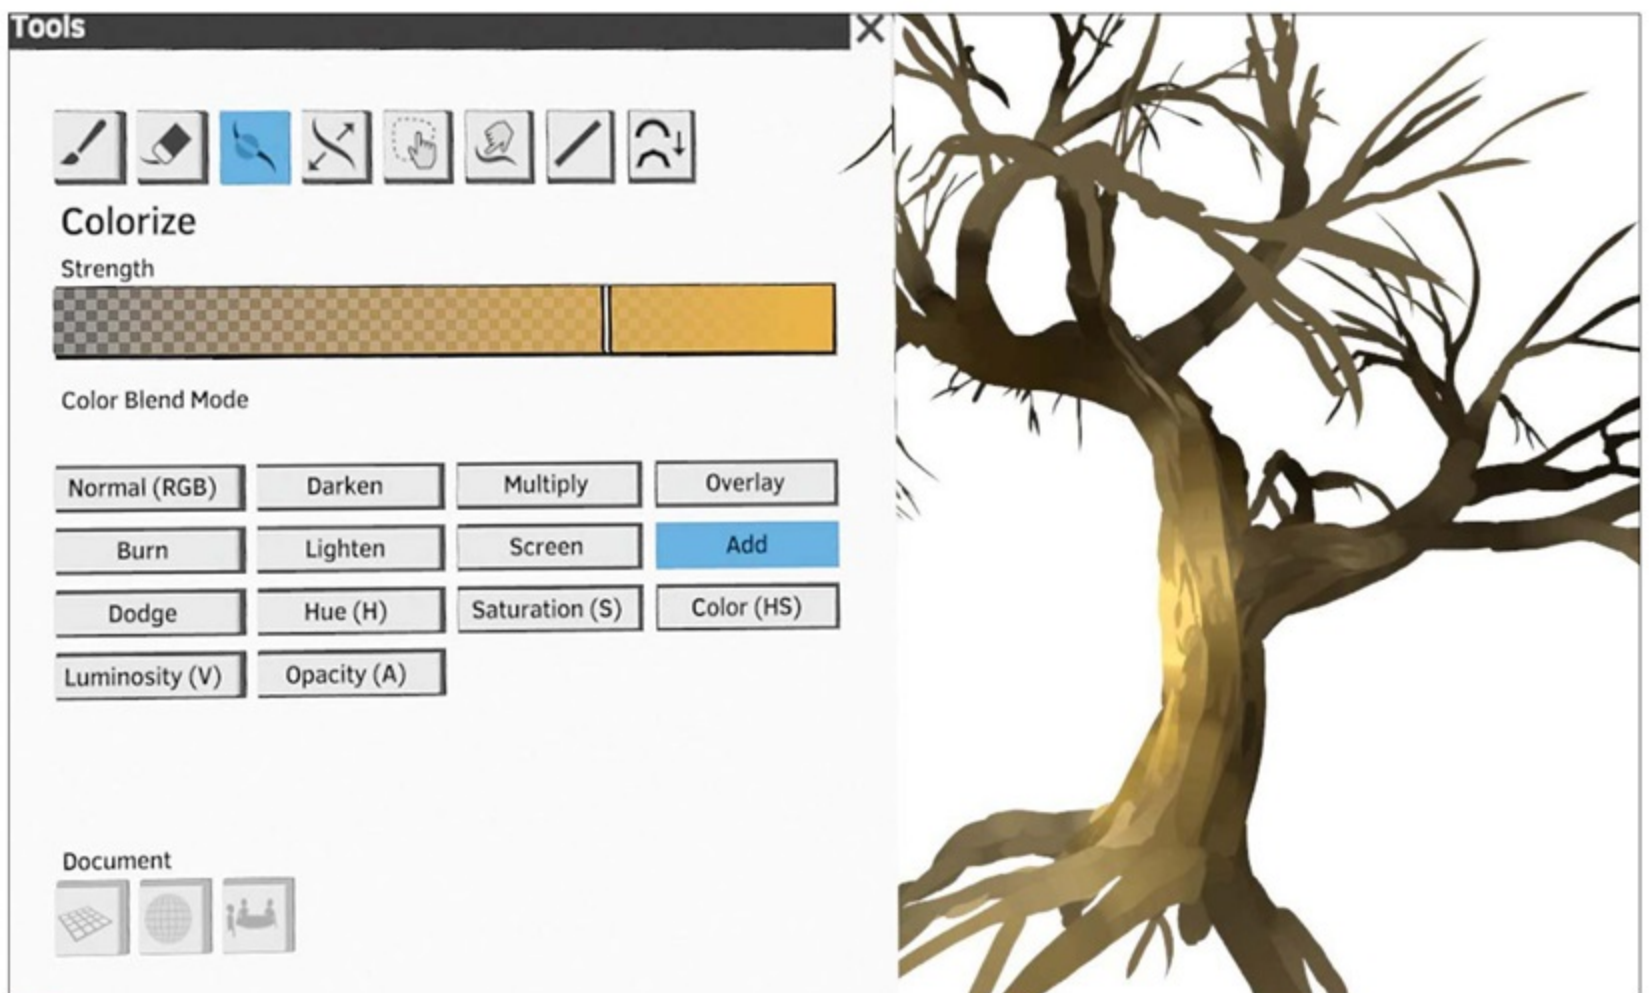 Tools
Colorize
Strength
Color Blend Mode
Normal (RGB) Darken Multiply Overlay
Burn Lighten Screen Add
Dodge Hue (H) Saturation (S) Color (HS)
Luminosity (V) Opacity (A)
Document